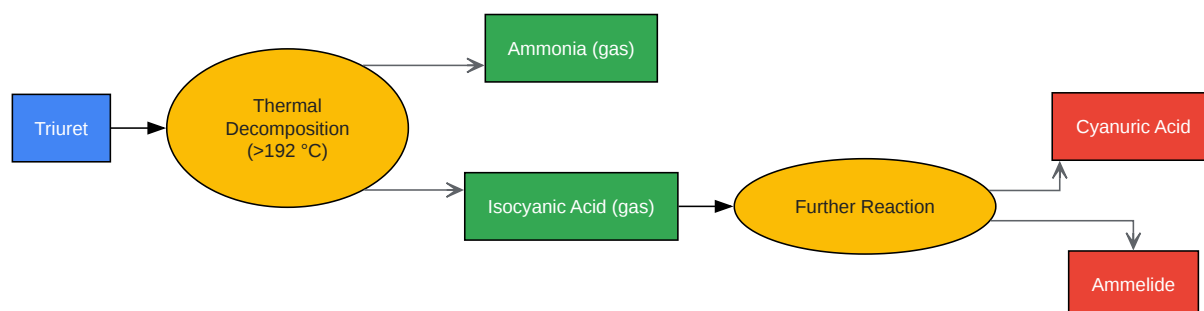 Triuret
Thermal
Decomposition
(>192 °C)
Ammonia (gas)
Isocyanic Acid (gas)
Further Reaction
Cyanuric Acid
Ammelide